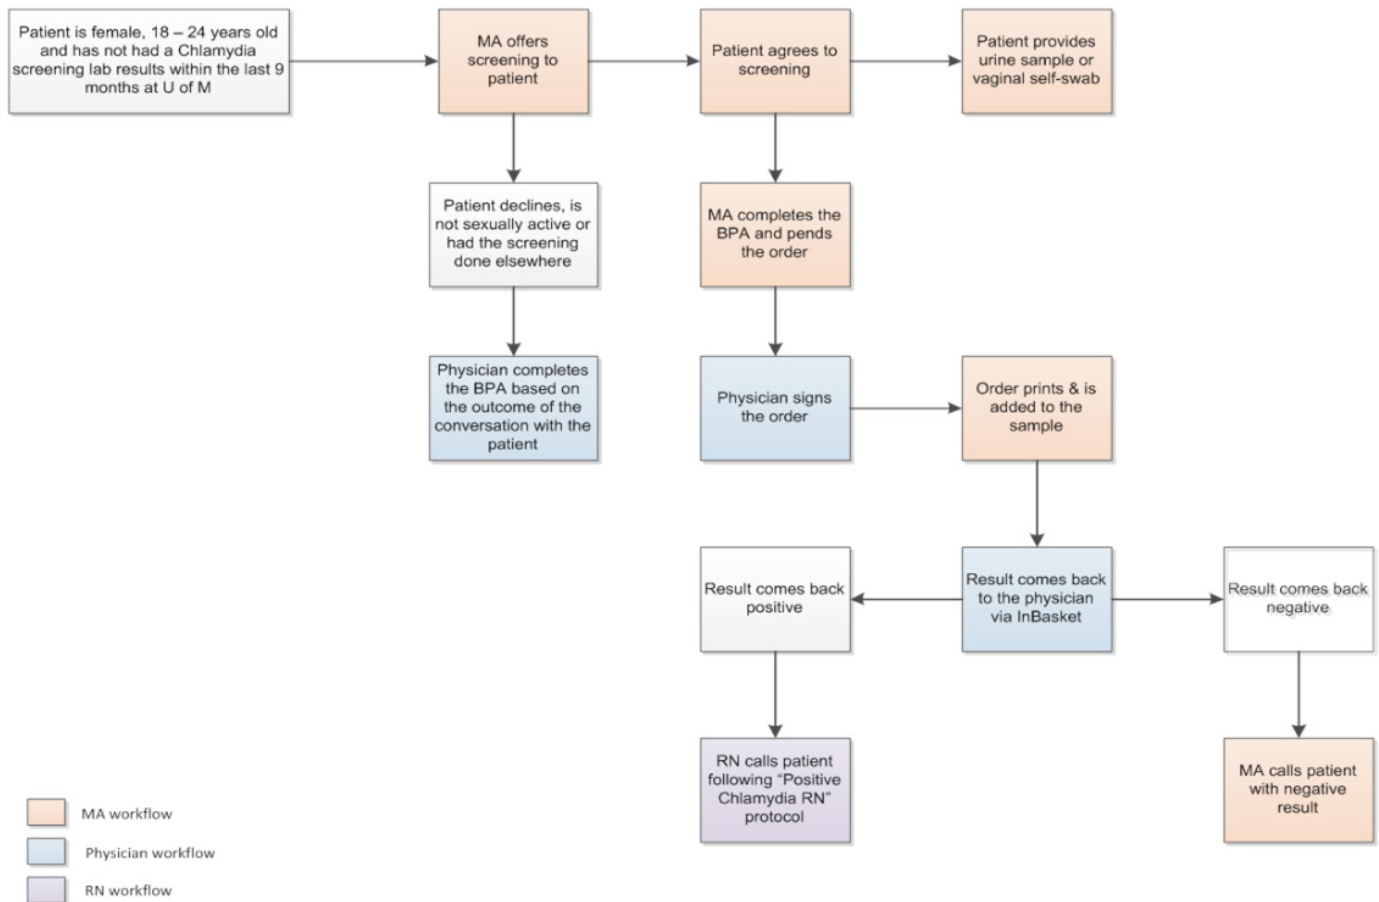 Patient is female, 18 – 24 years old
and has not had a Chlamydia
screening lab results within the last 9
months at U of M
MA offers
screening to
patient
Patient agrees to
screening
Patient provides
urine sample or
vaginal self-swab
Patient declines, is
not sexually active or
had the screening
done elsewhere
MA completes the
BPA and pends
the order
Physician completes
the BPA based on
the outcome of the
conversation with the
patient
Physician signs
the order
Order prints & is
added to the
sample
Result comes back
positive
Result comes back
to the physician
via InBasket
Result comes back
negative
RN calls patient
following “Positive
Chlamydia RN”
protocol
MA calls patient
with negative
result
MA workflow
Physician workflow
RN workflow